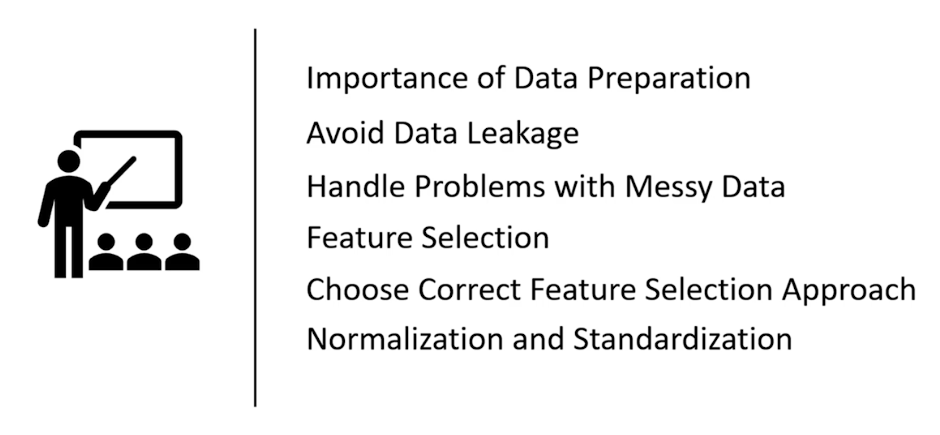 Importance of Data Preparation
Avoid Data Leakage
Handle Problems with Messy Data
Feature Selection
Choose Correct Feature Selection Approach
Normalization and Standardization